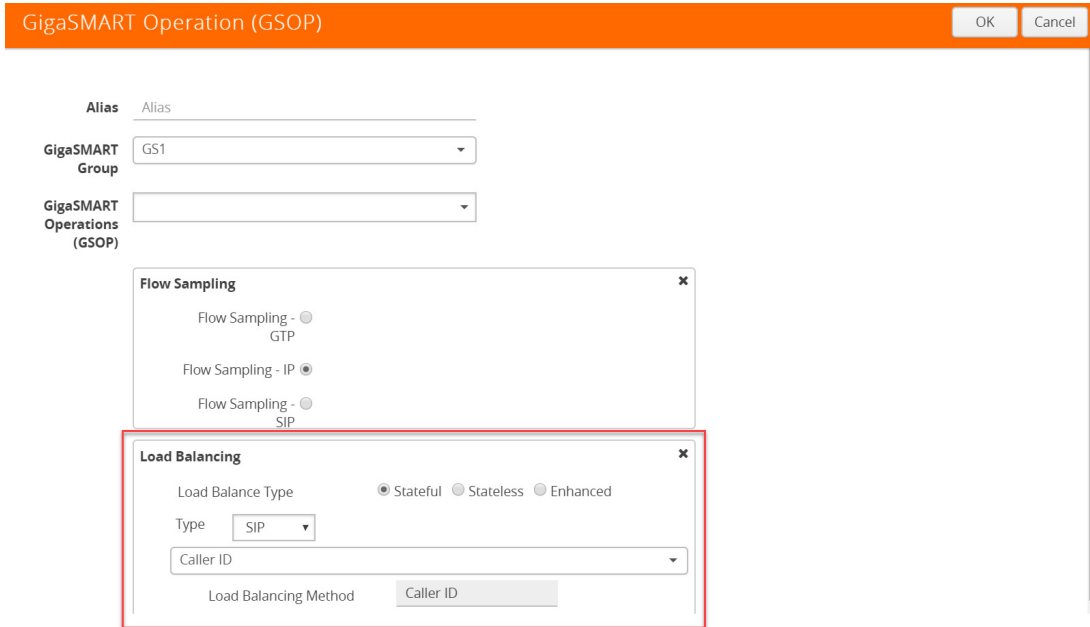 GigaSMART Operation (GSOP)
OK
Cancel
Alias
Alias
GigaSMART
Group
GS1
GigaSMART
Operations
(GSOP)
Flow Sampling
Flow Sampling -
GTP
Flow Sampling - IP
Flow Sampling -
SIP
Load Balancing
Load Balance Type
Stateful
Stateless
Enhanced
Type
SIP
Caller ID
Load Balancing Method
Caller ID